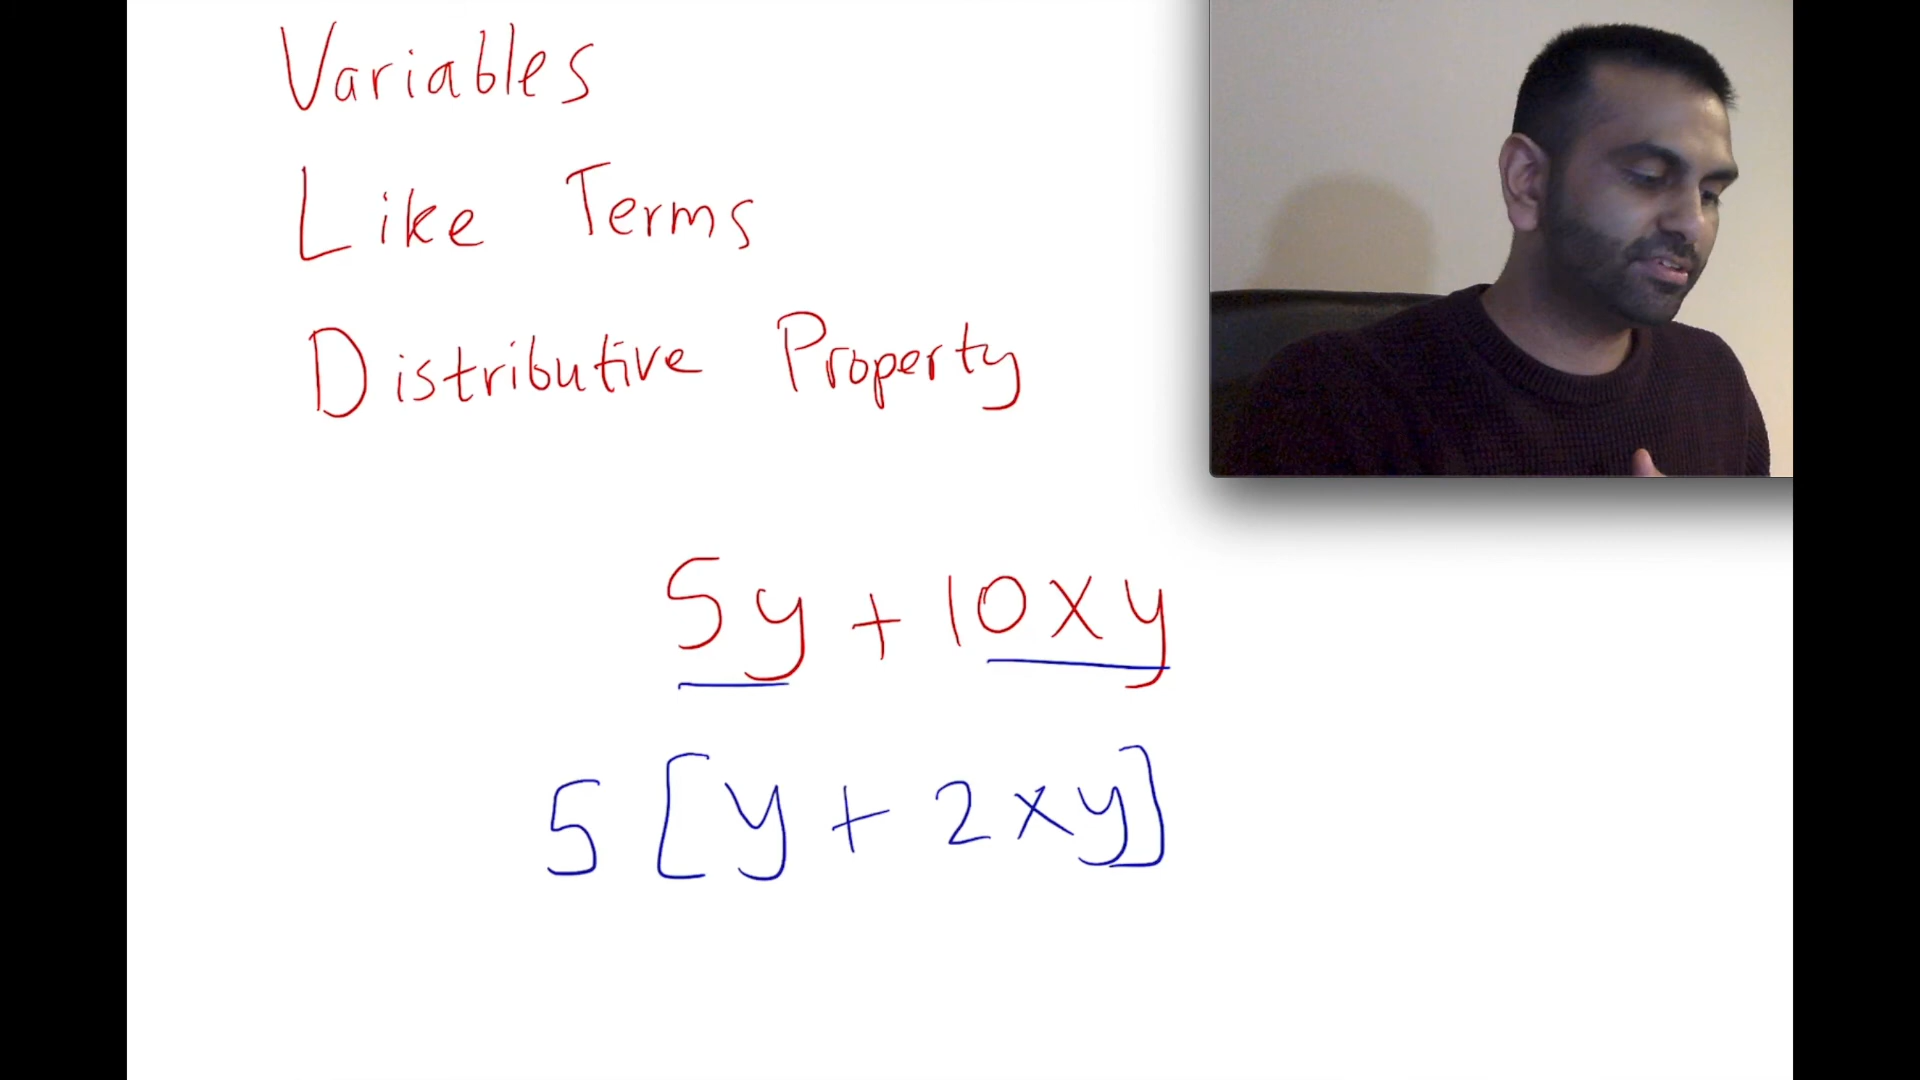 Variables
Like Terms
Distributive Property
5y + 10xy
5[y + 2xy]